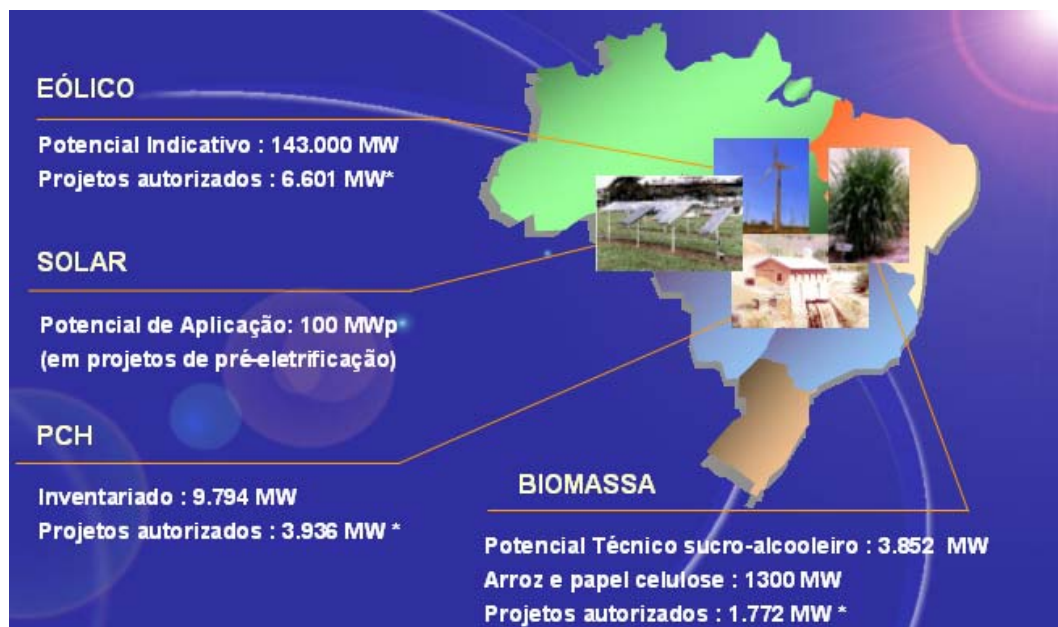 EÓLICO
Potencial Indicativo : 143.000 MW
Projetos autorizados : 6.601 MW*
SOLAR
Potencial de Aplicação: 100 MWp
(em projetos de pré-eletrificação)
PCH
Inventariado : 9.794 MW
Projetos autorizados : 3.936 MW *
BIOMASSA
Potencial Técnico sucro-alcooleiro : 3.852 MW
Arroz e papel celulose : 1300 MW
Projetos autorizados : 1.772 MW *